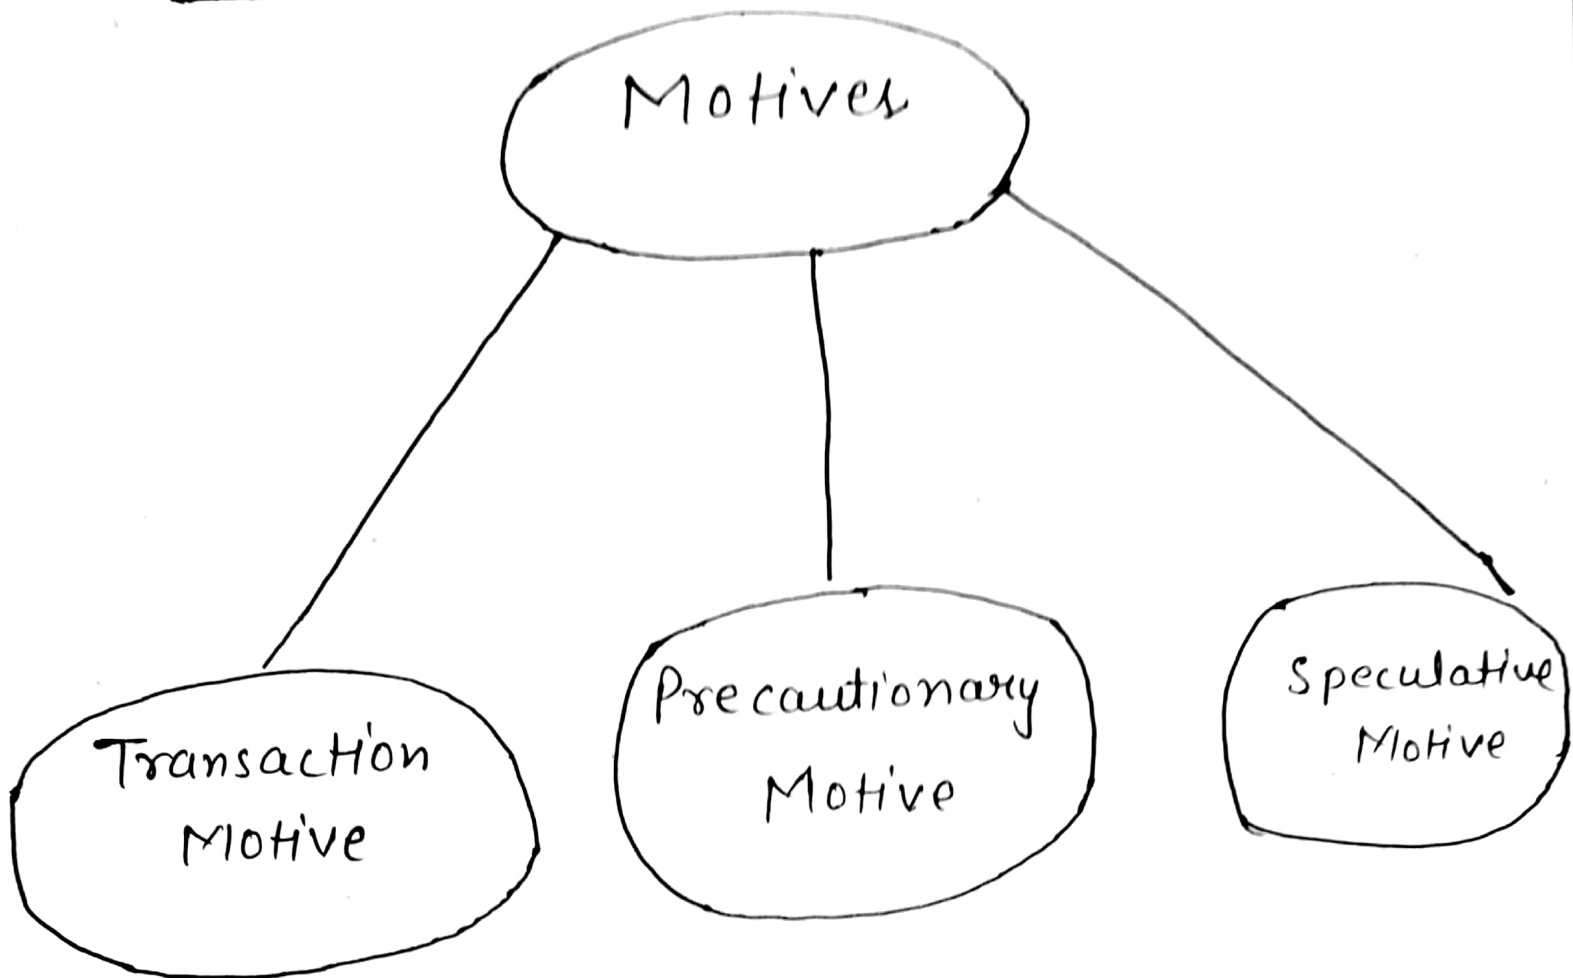 Motives
Transaction
Motive
Precautionary
Motive
Speculative
Motive